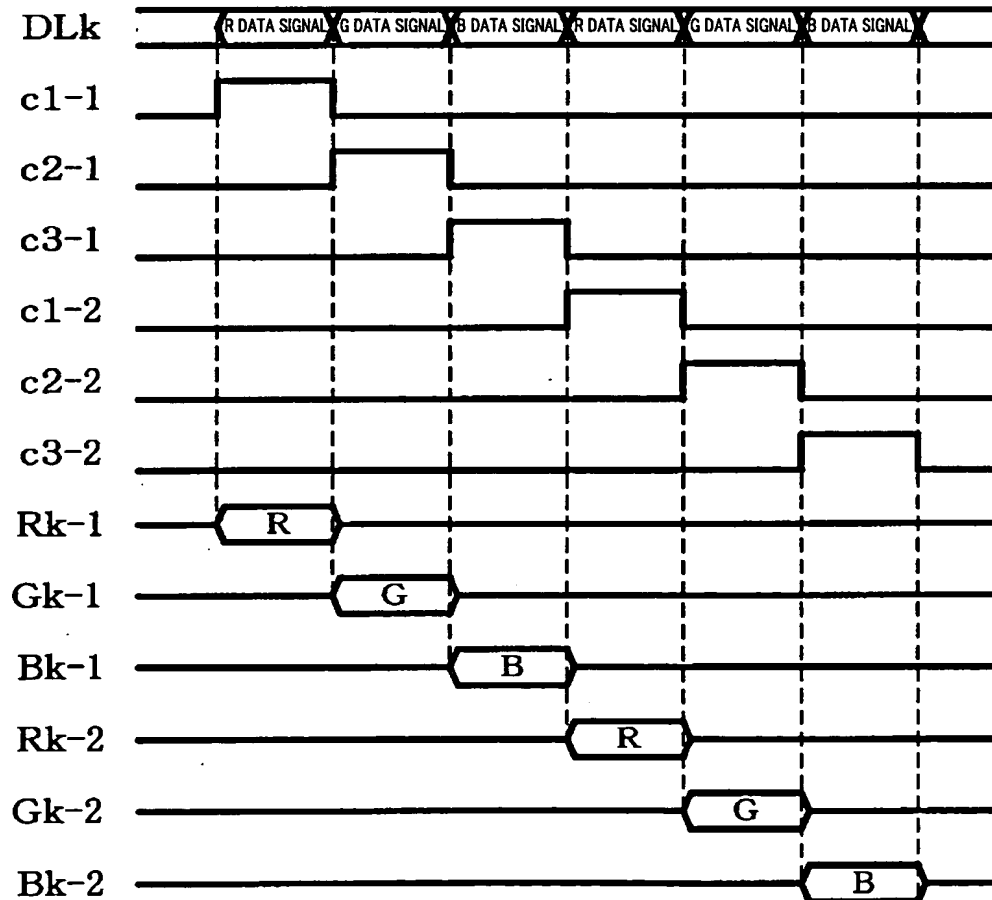 DLk R DATA SIGNAL G DATA SIGNAL B DATA SIGNAL R DATA SIGNAL G DATA SIGNAL B DATA SIGNAL
c1-1
c2-1
c3-1
c1-2
c2-2
c3-2
Rk-1 R
Gk-1 G
Bk-1 B
Rk-2 R
Gk-2 G
Bk-2 B